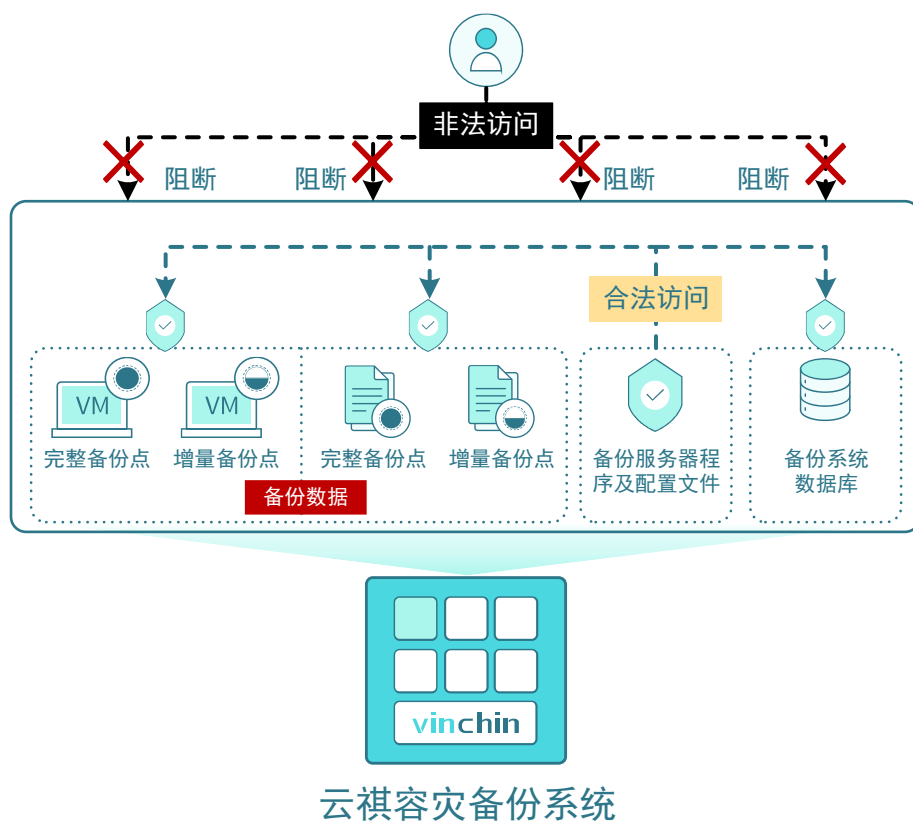 非法访问
阻断
阻断
阻断
阻断
合法访问
VM
VM
完整备份点
增量备份点
完整备份点
增量备份点
备份服务器程
序及配置文件
备份系统
数据库
备份数据
vinchin
云祺容灾备份系统